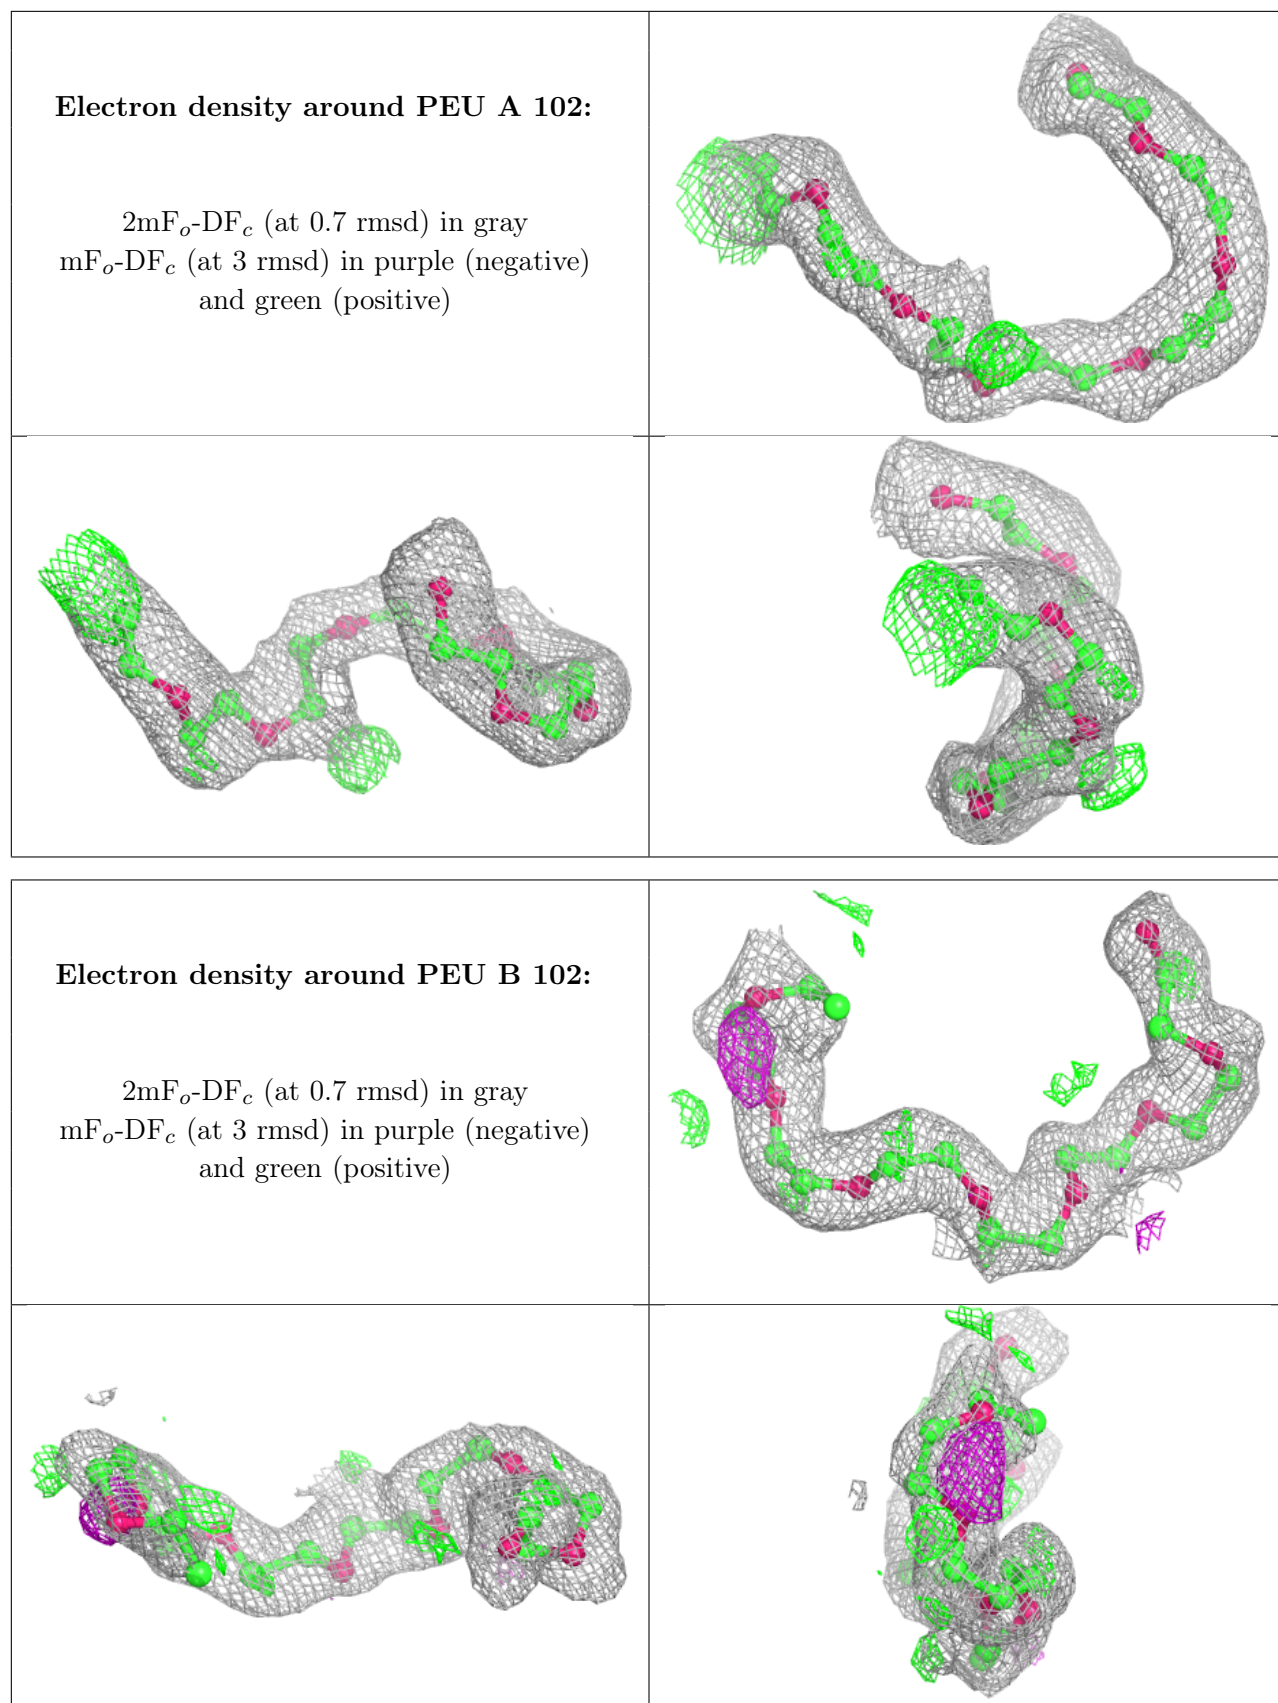 Electron density around PEU A 102:
2mFo-DFc (at 0.7 rmsd) in gray
mFo-DFc (at 3 rmsd) in purple (negative)
and green (positive)
Electron density around PEU B 102:
2mFo-DFc (at 0.7 rmsd) in gray
mFo-DFc (at 3 rmsd) in purple (negative)
and green (positive)